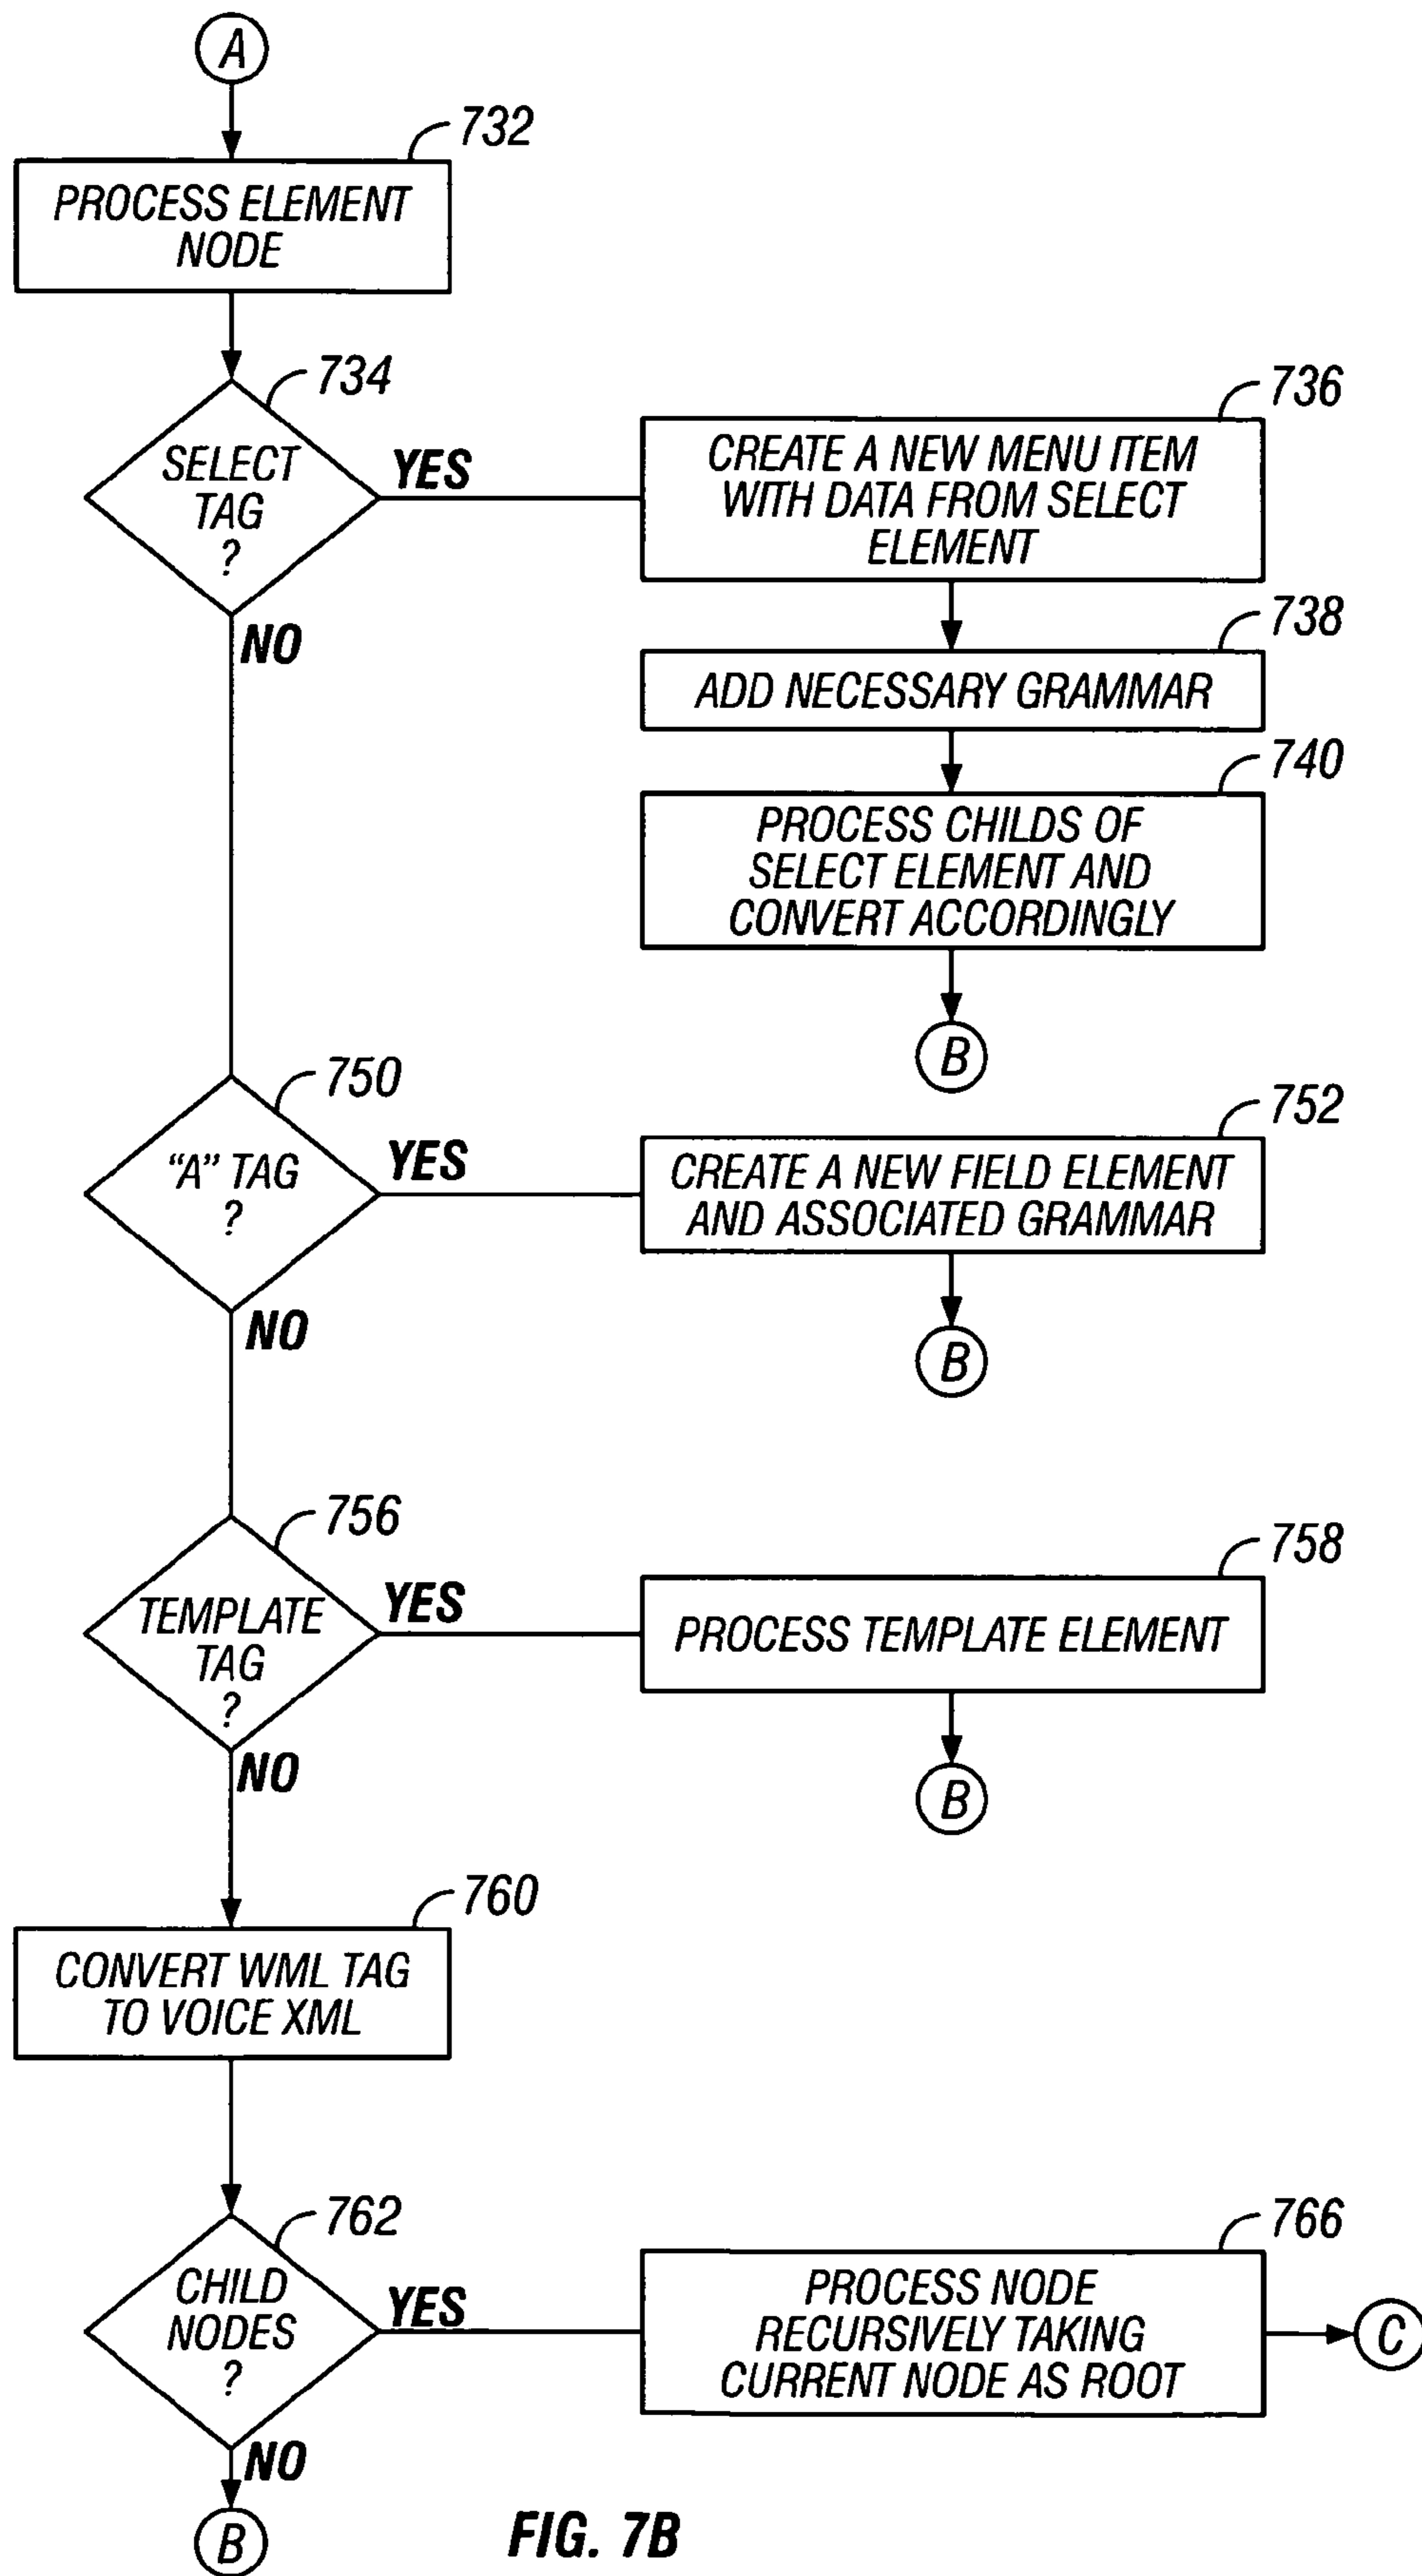 A
732
PROCESS ELEMENT
NODE
734
SELECT
TAG
?
YES
NO
736
CREATE A NEW MENU ITEM
WITH DATA FROM SELECT
ELEMENT
738
ADD NECESSARY GRAMMAR
740
PROCESS CHILDS OF
SELECT ELEMENT AND
CONVERT ACCORDINGLY
B
750
“A” TAG
?
YES
NO
752
CREATE A NEW FIELD ELEMENT
AND ASSOCIATED GRAMMAR
B
756
TEMPLATE
TAG
?
YES
NO
758
PROCESS TEMPLATE ELEMENT
B
760
CONVERT WML TAG
TO VOICE XML
762
CHILD
NODES
?
YES
NO
766
PROCESS NODE
RECURSIVELY TAKING
CURRENT NODE AS ROOT
C
B
FIG. 7B